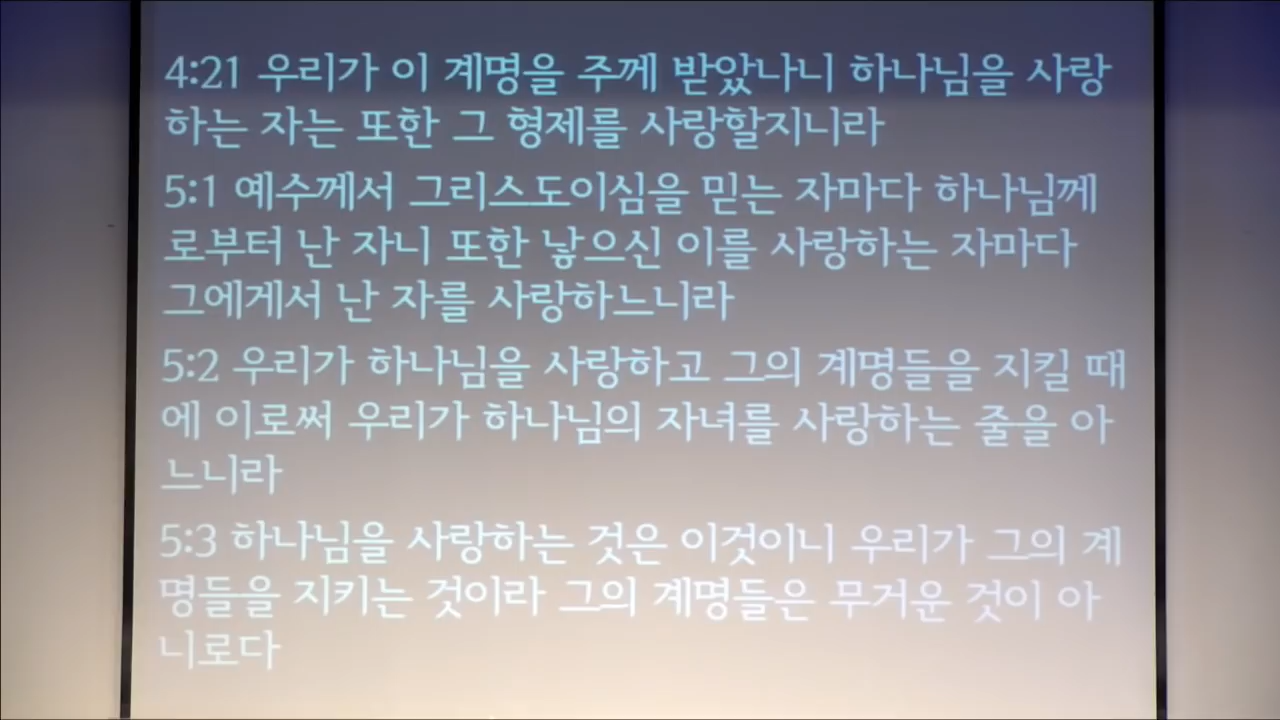 4:21 우리가 이 계명을 주께 받았나니 하나님을 사랑
하는 자는 또한 그 형제를 사랑할지니라
5:1 예수께서 그리스도이심을 믿는 자마다 하나님께
로부터 난 자니 또한 낳으신 이를 사랑하는 자마다
그에게서 난 자를 사랑하느니라
5:2 우리가 하나님을 사랑하고 그의 계명들을 지킬 때
에 이로써 우리가 하나님의 자녀를 사랑하는 줄을 아
느니라
5:3 하나님을 사랑하는 것은 이것이니 우리가 그의 계
명들을 지키는 것이라 그의 계명들은 무거운 것이 아
니로다